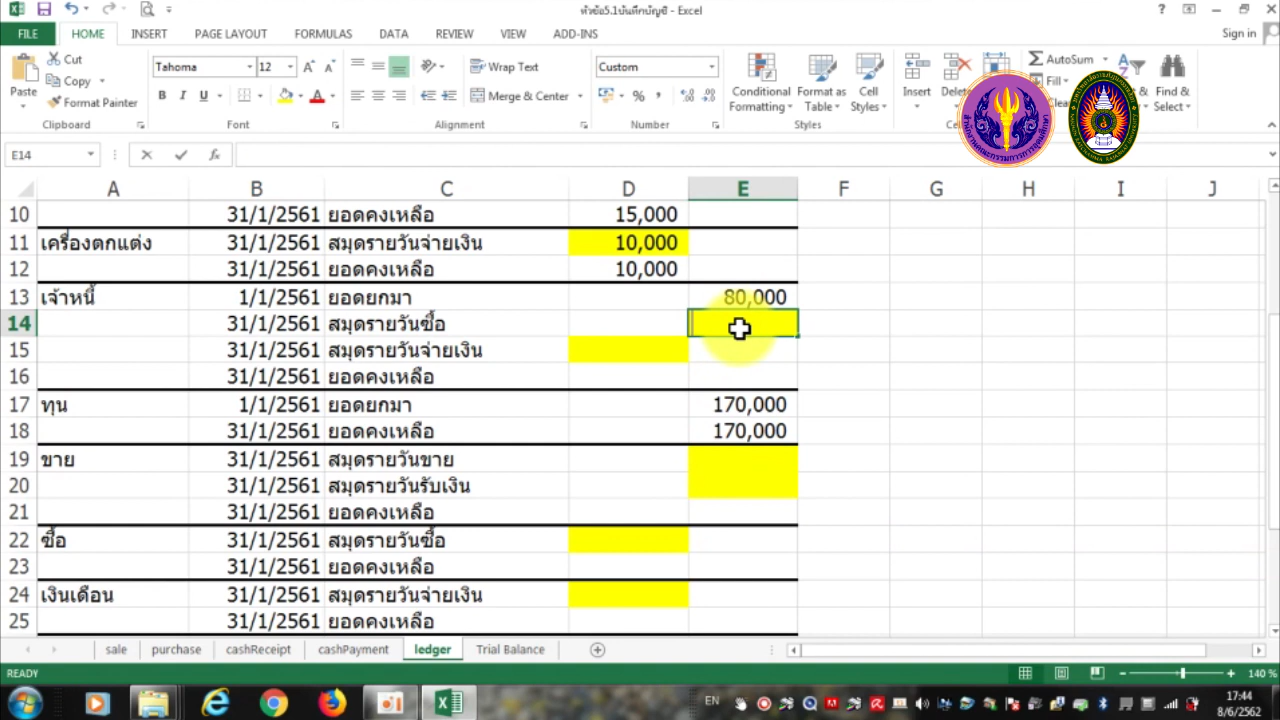 หัวข้อ5.1บันทึกบัญชี - Excel
FILE HOME INSERT PAGE LAYOUT FORMULAS DATA REVIEW VIEW ADD-INS Sign in
Paste Cut Copy Format Painter Clipboard
Tahoma 12 B I U Font
Wrap Text Merge & Center Alignment
Custom % , Number
Conditional Formatting Format as Table Cell Styles Styles
Insert Delete
AutoSum Fill Find & Select
E14 fx
A B C D E F G H I J
10 31/1/2561 ยอดคงเหลือ 15,000
11 เครื่องตกแต่ง 31/1/2561 สมุดรายวันจ่ายเงิน 10,000
12 31/1/2561 ยอดคงเหลือ 10,000
13 เจ้าหนี้ 1/1/2561 ยอดยกมา 80,000
14 31/1/2561 สมุดรายวันซื้อ
15 31/1/2561 สมุดรายวันจ่ายเงิน
16 31/1/2561 ยอดคงเหลือ
17 ทุน 1/1/2561 ยอดยกมา 170,000
18 31/1/2561 ยอดคงเหลือ 170,000
19 ขาย 31/1/2561 สมุดรายวันขาย
20 31/1/2561 สมุดรายวันรับเงิน
21 31/1/2561 ยอดคงเหลือ
22 ซื้อ 31/1/2561 สมุดรายวันซื้อ
23 31/1/2561 ยอดคงเหลือ
24 เงินเดือน 31/1/2561 สมุดรายวันจ่ายเงิน
25 31/1/2561 ยอดคงเหลือ
sale purchase cashReceipt cashPayment ledger Trial Balance
READY 140 %
EN 17:44
8/6/2562